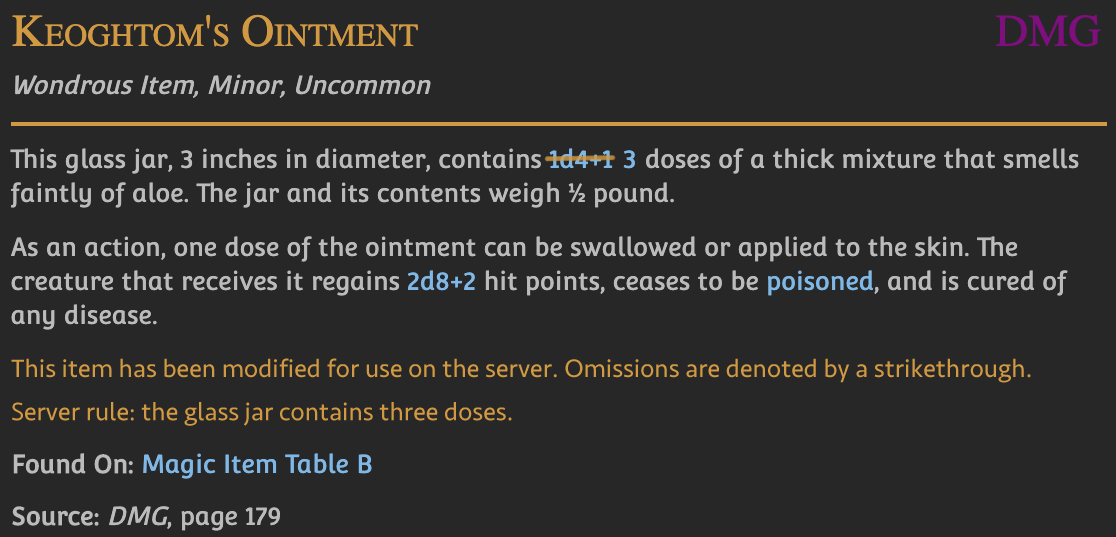 Keoghtom's Ointment DMG
Wondrous Item, Minor, Uncommon
This glass jar, 3 inches in diameter, contains 1d4+1 3 doses of a thick mixture that smells
faintly of aloe. The jar and its contents weigh ½ pound.
As an action, one dose of the ointment can be swallowed or applied to the skin. The
creature that receives it regains 2d8+2 hit points, ceases to be poisoned, and is cured of
any disease.
This item has been modified for use on the server. Omissions are denoted by a strikethrough.
Server rule: the glass jar contains three doses.
Found On: Magic Item Table B
Source: DMG, page 179